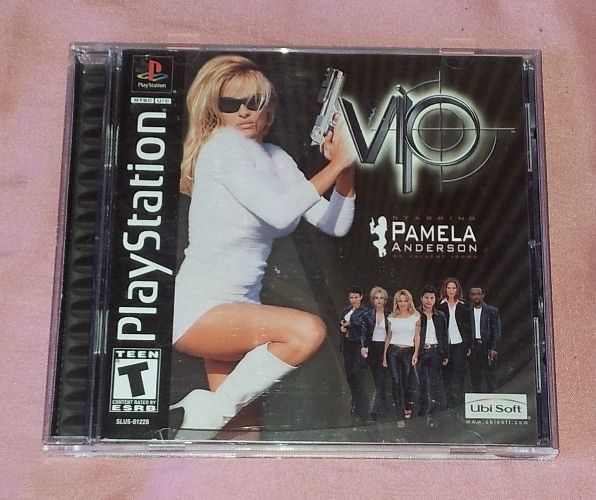 PlayStation
NTSC U/C
PlayStation
VIP
STARRING
PAMELA
ANDERSON
AS VALLERY IRONS
TEEN
T
CONTENT RATED BY
ESRB
SLUS-01228
Ubi Soft
www.ubisoft.com